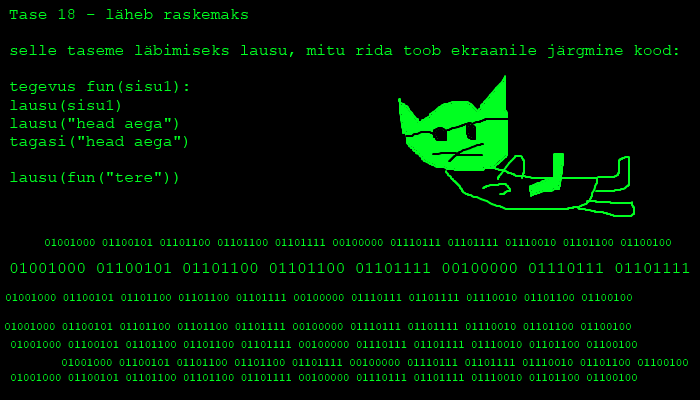 Tase 18 - läheb raskemaks
selle taseme läbimiseks lausu, mitu rida toob ekraanile järgmine kood:
tegevus fun(sisu1):
lausu(sisu1)
lausu("head aega")
tagasi("head aega")
lausu(fun("tere"))
01001000 01100101 01101100 01101100 01101111 00100000 01110111 01101111 01110010 01101100 01100100
01001000 01100101 01101100 01101100 01101111 00100000 01110111 01101111
01001000 01100101 01101100 01101100 01101111 00100000 01110111 01101111 01110010 01101100 01100100
01001000 01100101 01101100 01101100 01101111 00100000 01110111 01101111 01110010 01101100 01100100
01001000 01100101 01101100 01101100 01101111 00100000 01110111 01101111 01110010 01101100 01100100
01001000 01100101 01101100 01101100 01101111 00100000 01110111 01101111 01110010 01101100 01100100
01001000 01100101 01101100 01101100 01101111 00100000 01110111 01101111 01110010 01101100 01100100